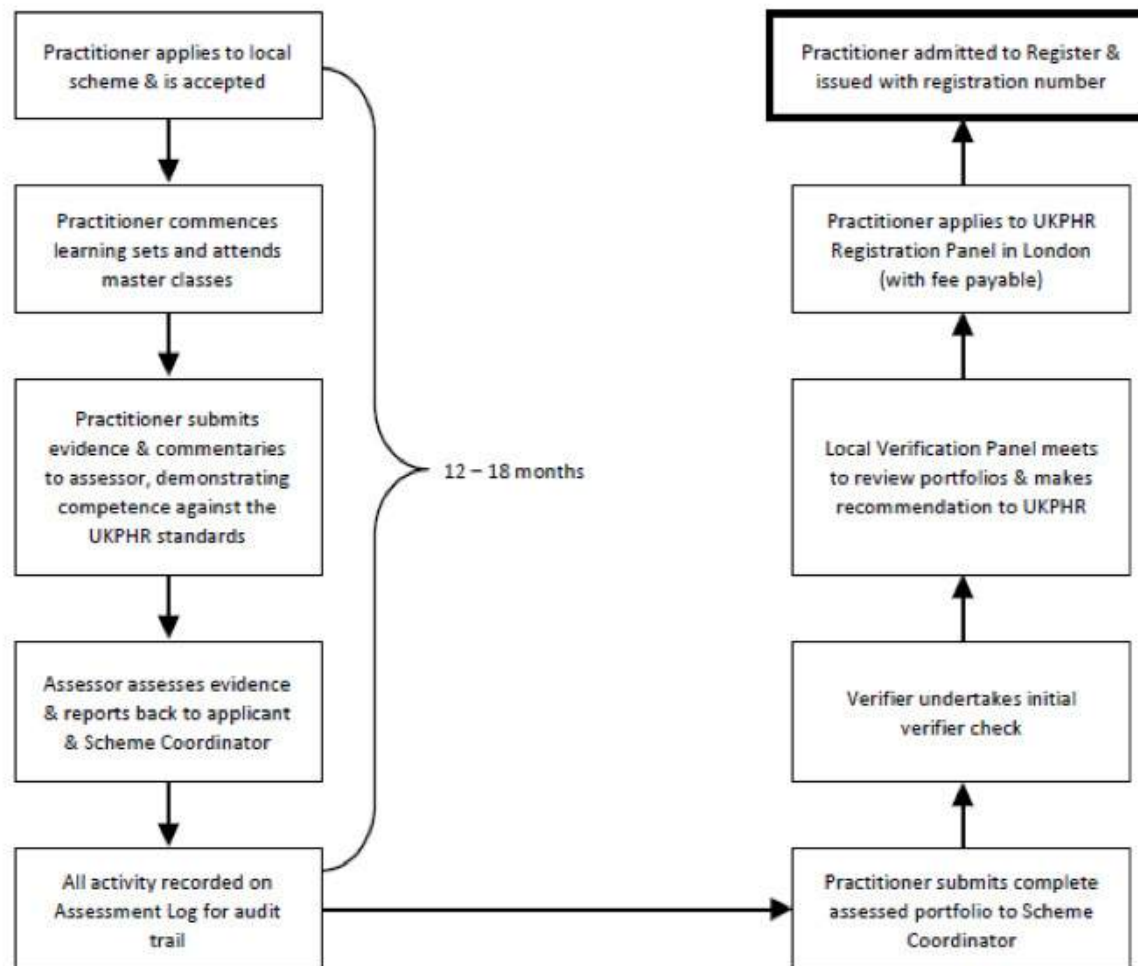 Practitioner applies to local
scheme & is accepted
Practitioner commences
learning sets and attends
master classes
Practitioner submits
evidence & commentaries
to assessor, demonstrating
competence against the
UKPHR standards
Assessor assesses evidence
& reports back to applicant
& Scheme Coordinator
All activity recorded on
Assessment Log for audit
trail
12 – 18 months
Practitioner submits complete
assessed portfolio to Scheme
Coordinator
Verifier undertakes initial
verifier check
Local Verification Panel meets
to review portfolios & makes
recommendation to UKPHR
Practitioner applies to UKPHR
Registration Panel in London
(with fee payable)
Practitioner admitted to Register &
issued with registration number